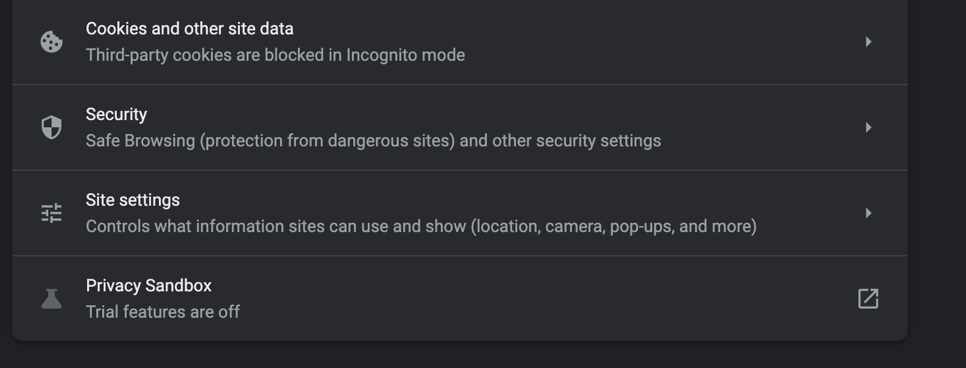 Cookies and other site data
Third-party cookies are blocked in Incognito mode
Security
Safe Browsing (protection from dangerous sites) and other security settings
Site settings
Controls what information sites can use and show (location, camera, pop-ups, and more)
Privacy Sandbox
Trial features are off